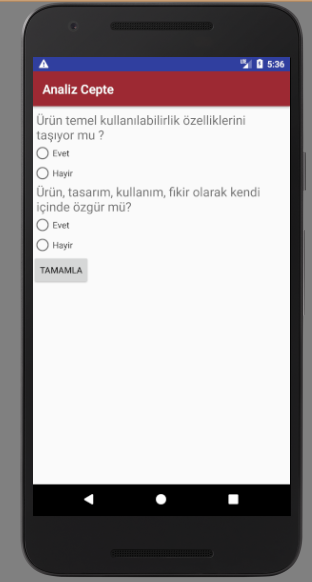 5:36
Analiz Cepte
Ürün temel kullanılabilirlik özelliklerini
taşıyor mu ?
Evet
Hayir
Ürün, tasarım, kullanım, fikir olarak kendi
içinde özgür mü?
Evet
Hayir
TAMAMLA